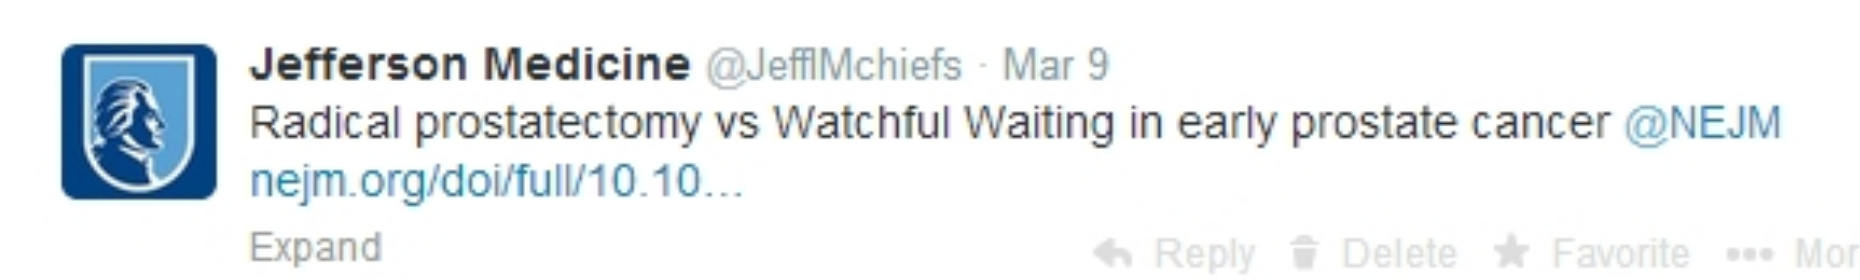 Jefferson Medicine @JeffIMchiefs · Mar 9
Radical prostatectomy vs Watchful Waiting in early prostate cancer @NEJM
nejm.org/doi/full/10.10...
Expand
Reply Delete Favorite ••• Mor